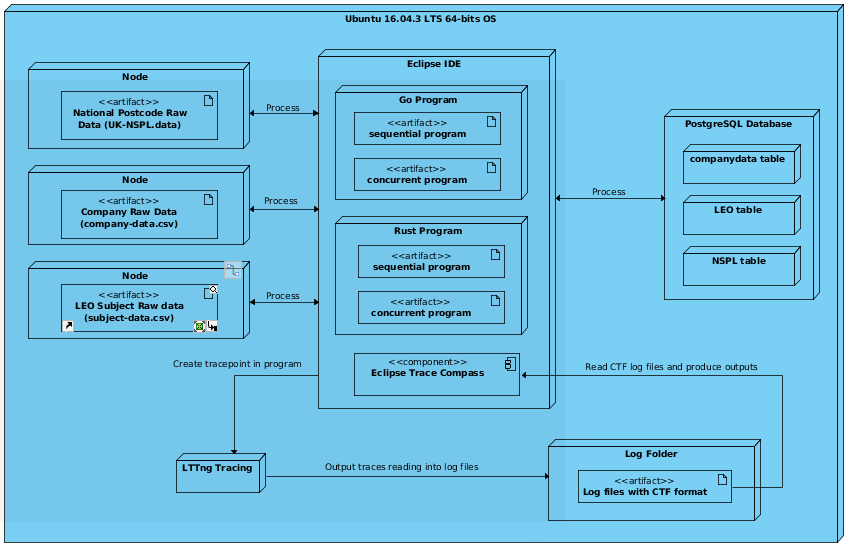 Ubuntu 16.04.3 LTS 64-bits OS
Node
<<artifact>>
National Postcode Raw
Data (UK-NSPL.data)
Process
Node
<<artifact>>
Company Raw Data
(company-data.csv)
Process
Node
<<artifact>>
LEO Subject Raw data
(subject-data.csv)
Process
Eclipse IDE
Go Program
<<artifact>>
sequential program
<<artifact>>
concurrent program
Rust Program
<<artifact>>
sequential program
<<artifact>>
concurrent program
<<component>>
Eclipse Trace Compass
Process
PostgreSQL Database
companydata table
LEO table
NSPL table
Create tracepoint in program
Read CTF log files and produce outputs
LTTng Tracing
Output traces reading into log files
Log Folder
<<artifact>>
Log files with CTF format